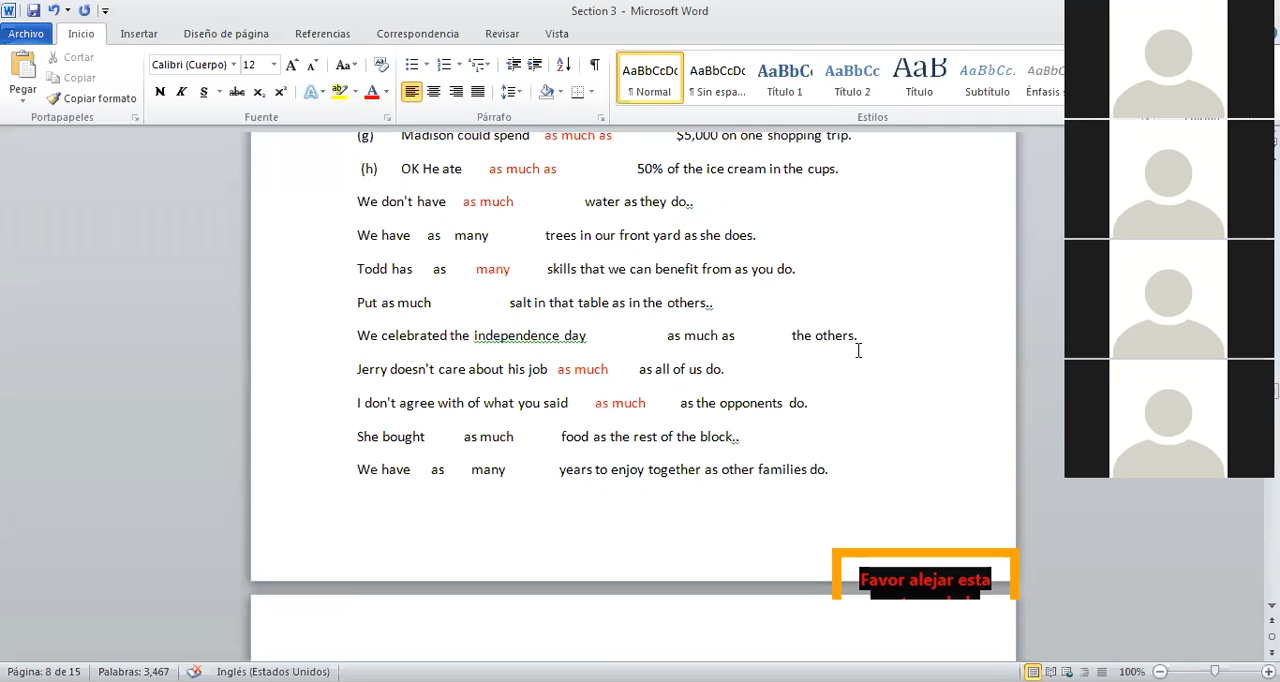 Section 3 - Microsoft Word
Archivo Inicio Insertar Diseño de página Referencias Correspondencia Revisar Vista
Pegar
Cortar
Copiar
Copiar formato
Portapapeles
Calibri (Cuerpo) 12
Fuente
Párrafo
AaBbCcDc AaBbCcDc AaBbC AaBbCc AaB AaBbCc. AaBbCc
¶ Normal ¶ Sin espa... Título 1 Título 2 Título Subtítulo Énfasis
Estilos
(g) Madison could spend as much as $5,000 on one shopping trip.
(h) OK He ate as much as 50% of the ice cream in the cups.
We don't have as much water as they do..
We have as many trees in our front yard as she does.
Todd has as many skills that we can benefit from as you do.
Put as much salt in that table as in the others..
We celebrated the independence day as much as the others.
Jerry doesn't care about his job as much as all of us do.
I don't agree with of what you said as much as the opponents do.
She bought as much food as the rest of the block..
We have as many years to enjoy together as other families do.
Favor alejar esta
Página: 8 de 15 Palabras: 3,467 Inglés (Estados Unidos) 100%